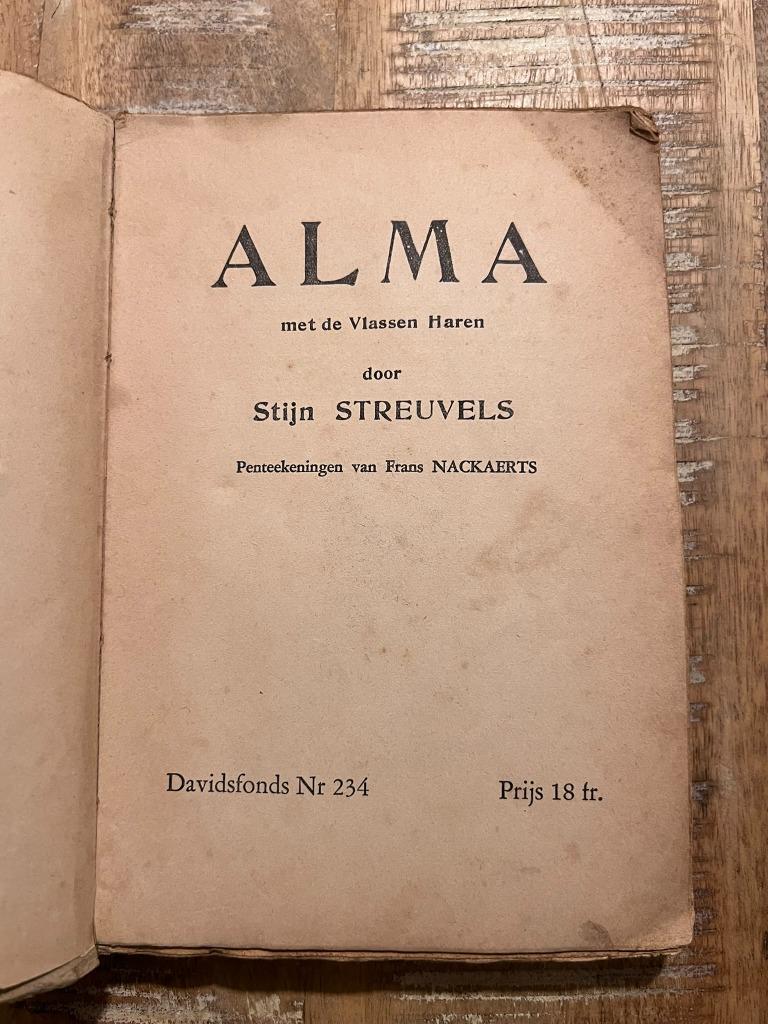 ALMA
met de Vlassen Haren
door
Stijn STREUVELS
Penteekeningen van Frans NACKAERTS
Davidsfonds Nr 234 Prijs 18 fr.